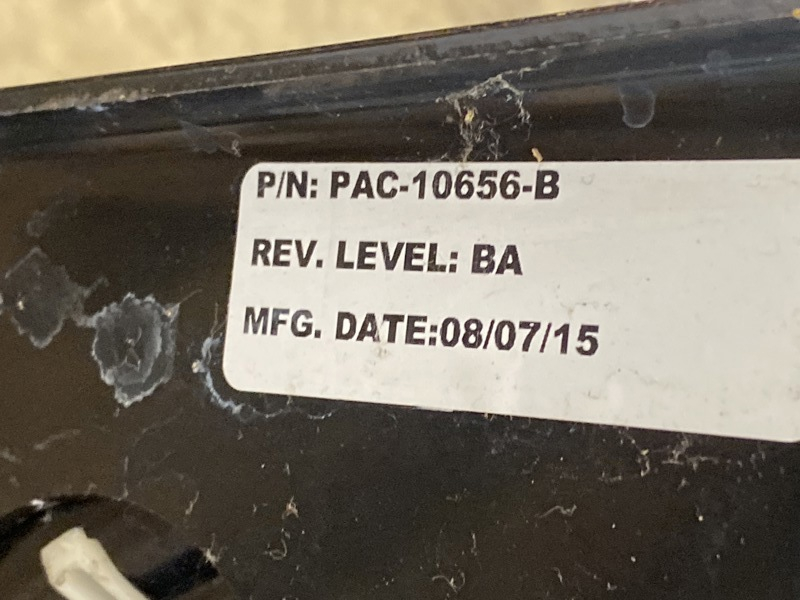 P/N: PAC-10656-B
REV. LEVEL: BA
MFG. DATE:08/07/15